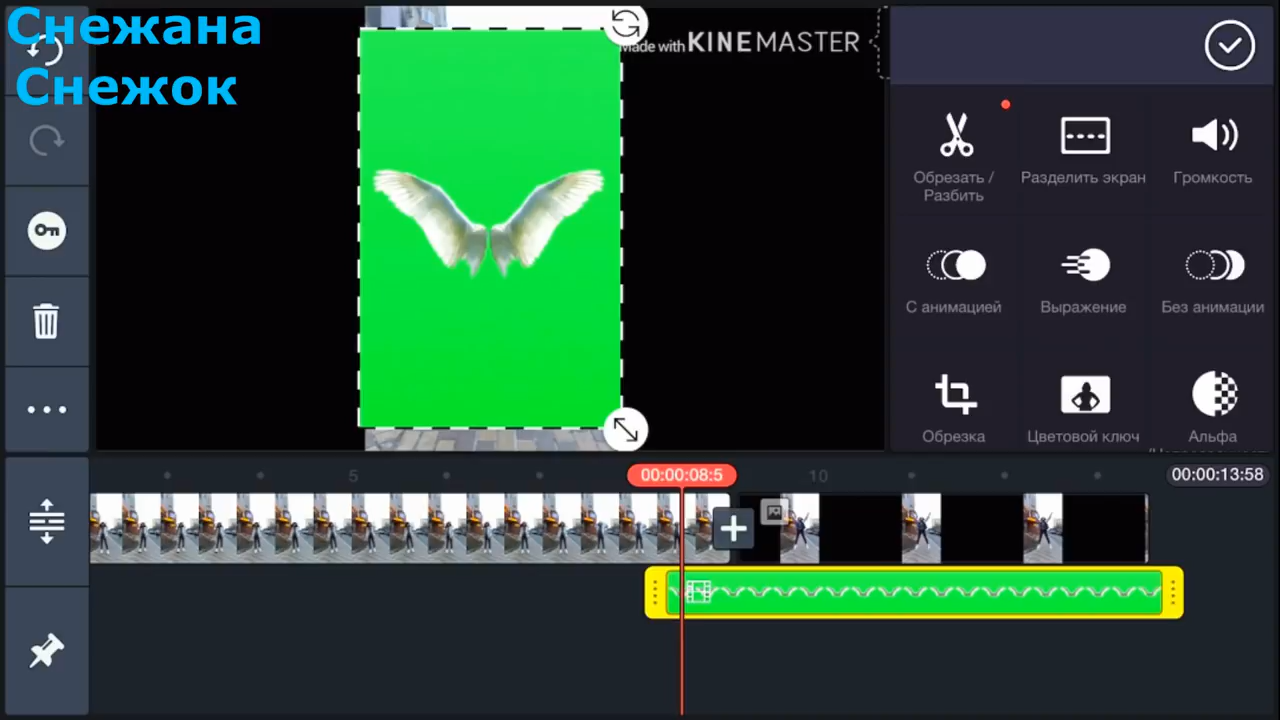 Снежана
Снежок
Made with KINEMASTER
Обрезать /
Разбить
Разделить экран
Громкость
С анимацией
Выражение
Без анимации
Обрезка
Цветовой ключ
Альфа
5
00:00:08:5
10
00:00:13:58